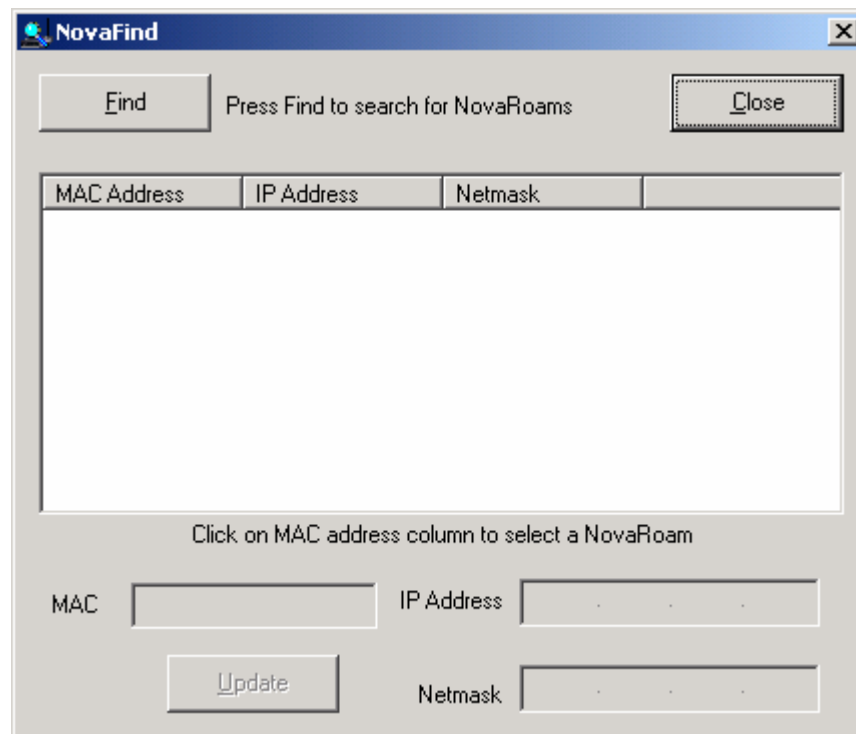 NovaFind
Find
Press Find to search for NovaRoams
Close
MAC Address
IP Address
Netmask
Click on MAC address column to select a NovaRoam
MAC
IP Address
. . .
Update
Netmask
. . .